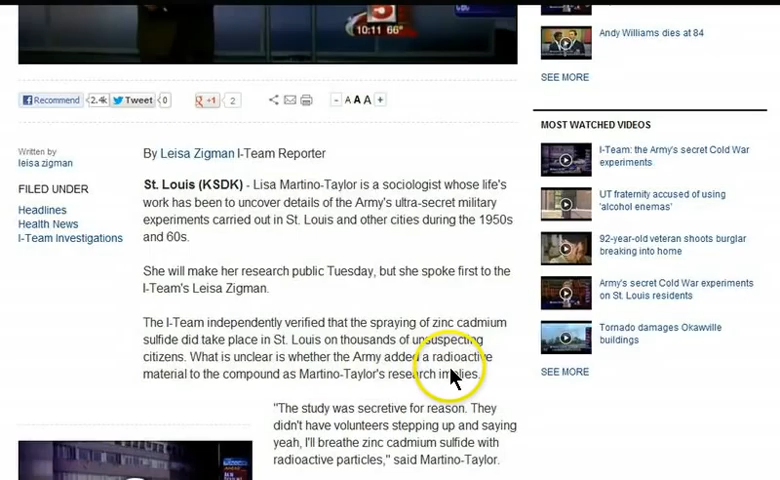 10:11 66°
Andy Williams dies at 84
SEE MORE
Recommend 2.4k Tweet 0 +1 2 - A A A A +
MOST WATCHED VIDEOS
I-Team: the Army's secret Cold War
experiments
UT fraternity accused of using
'alcohol enemas'
92-year-old veteran shoots burglar
breaking into home
Army's secret Cold War experiments
on St. Louis residents
Tornado damages Okawville
buildings
SEE MORE
Written by
leisa zigman
FILED UNDER
Headlines
Health News
I-Team Investigations
By Leisa Zigman I-Team Reporter
St. Louis (KSDK) - Lisa Martino-Taylor is a sociologist whose life's
work has been to uncover details of the Army's ultra-secret military
experiments carried out in St. Louis and other cities during the 1950s
and 60s.
She will make her research public Tuesday, but she spoke first to the
I-Team's Leisa Zigman.
The I-Team independently verified that the spraying of zinc cadmium
sulfide did take place in St. Louis on thousands of unsuspecting
citizens. What is unclear is whether the Army added a radioactive
material to the compound as Martino-Taylor's research implies.
"The study was secretive for reason. They
didn't have volunteers stepping up and saying
yeah, I'll breathe zinc cadmium sulfide with
radioactive particles," said Martino-Taylor.